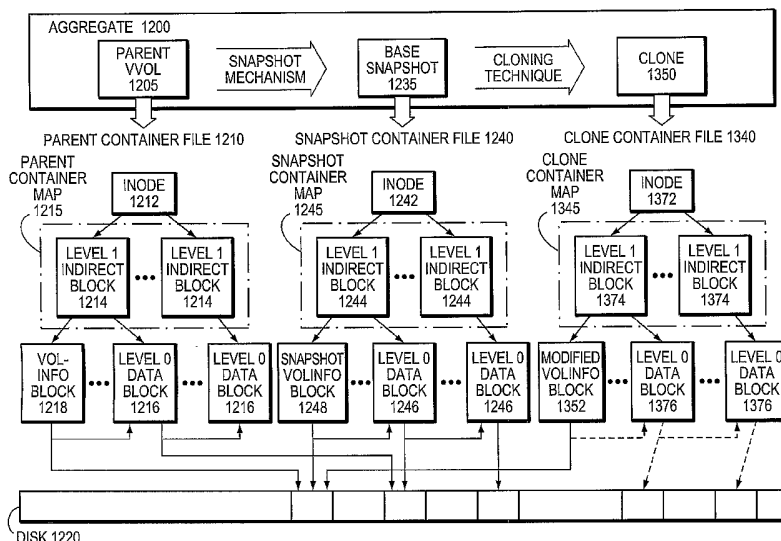 AGGREGATE 1200
PARENT
VVOL
1205
SNAPSHOT
MECHANISM
BASE
SNAPSHOT
1235
CLONING
TECHNIQUE
CLONE
1350
PARENT CONTAINER FILE 1210
SNAPSHOT CONTAINER FILE 1240
CLONE CONTAINER FILE 1340
PARENT
CONTAINER
MAP
1215
INODE
1212
SNAPSHOT
CONTAINER
MAP
1245
INODE
1242
CLONE
CONTAINER
MAP
1345
INODE
1372
LEVEL 1
INDIRECT
BLOCK
1214
LEVEL 1
INDIRECT
BLOCK
1214
LEVEL 1
INDIRECT
BLOCK
1244
LEVEL 1
INDIRECT
BLOCK
1244
LEVEL 1
INDIRECT
BLOCK
1374
LEVEL 1
INDIRECT
BLOCK
1374
VOL-
INFO
BLOCK
1218
LEVEL 0
DATA
BLOCK
1216
LEVEL 0
DATA
BLOCK
1216
SNAPSHOT
VOLINFO
BLOCK
1248
LEVEL 0
DATA
BLOCK
1246
LEVEL 0
DATA
BLOCK
1246
MODIFIED
VOLINFO
BLOCK
1352
LEVEL 0
DATA
BLOCK
1376
LEVEL 0
DATA
BLOCK
1376
DISK 1220